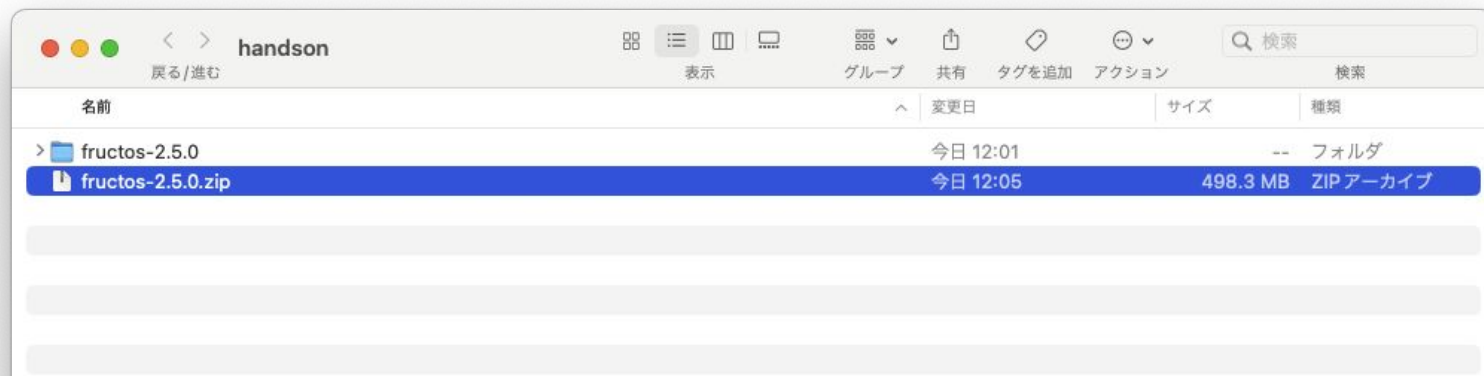 handson
戻る/進む
表示
グループ
共有
タグを追加
アクション
検索
検索
名前 変更日 サイズ 種類
fructos-2.5.0 今日 12:01 -- フォルダ
fructos-2.5.0.zip 今日 12:05 498.3 MB ZIPアーカイブ